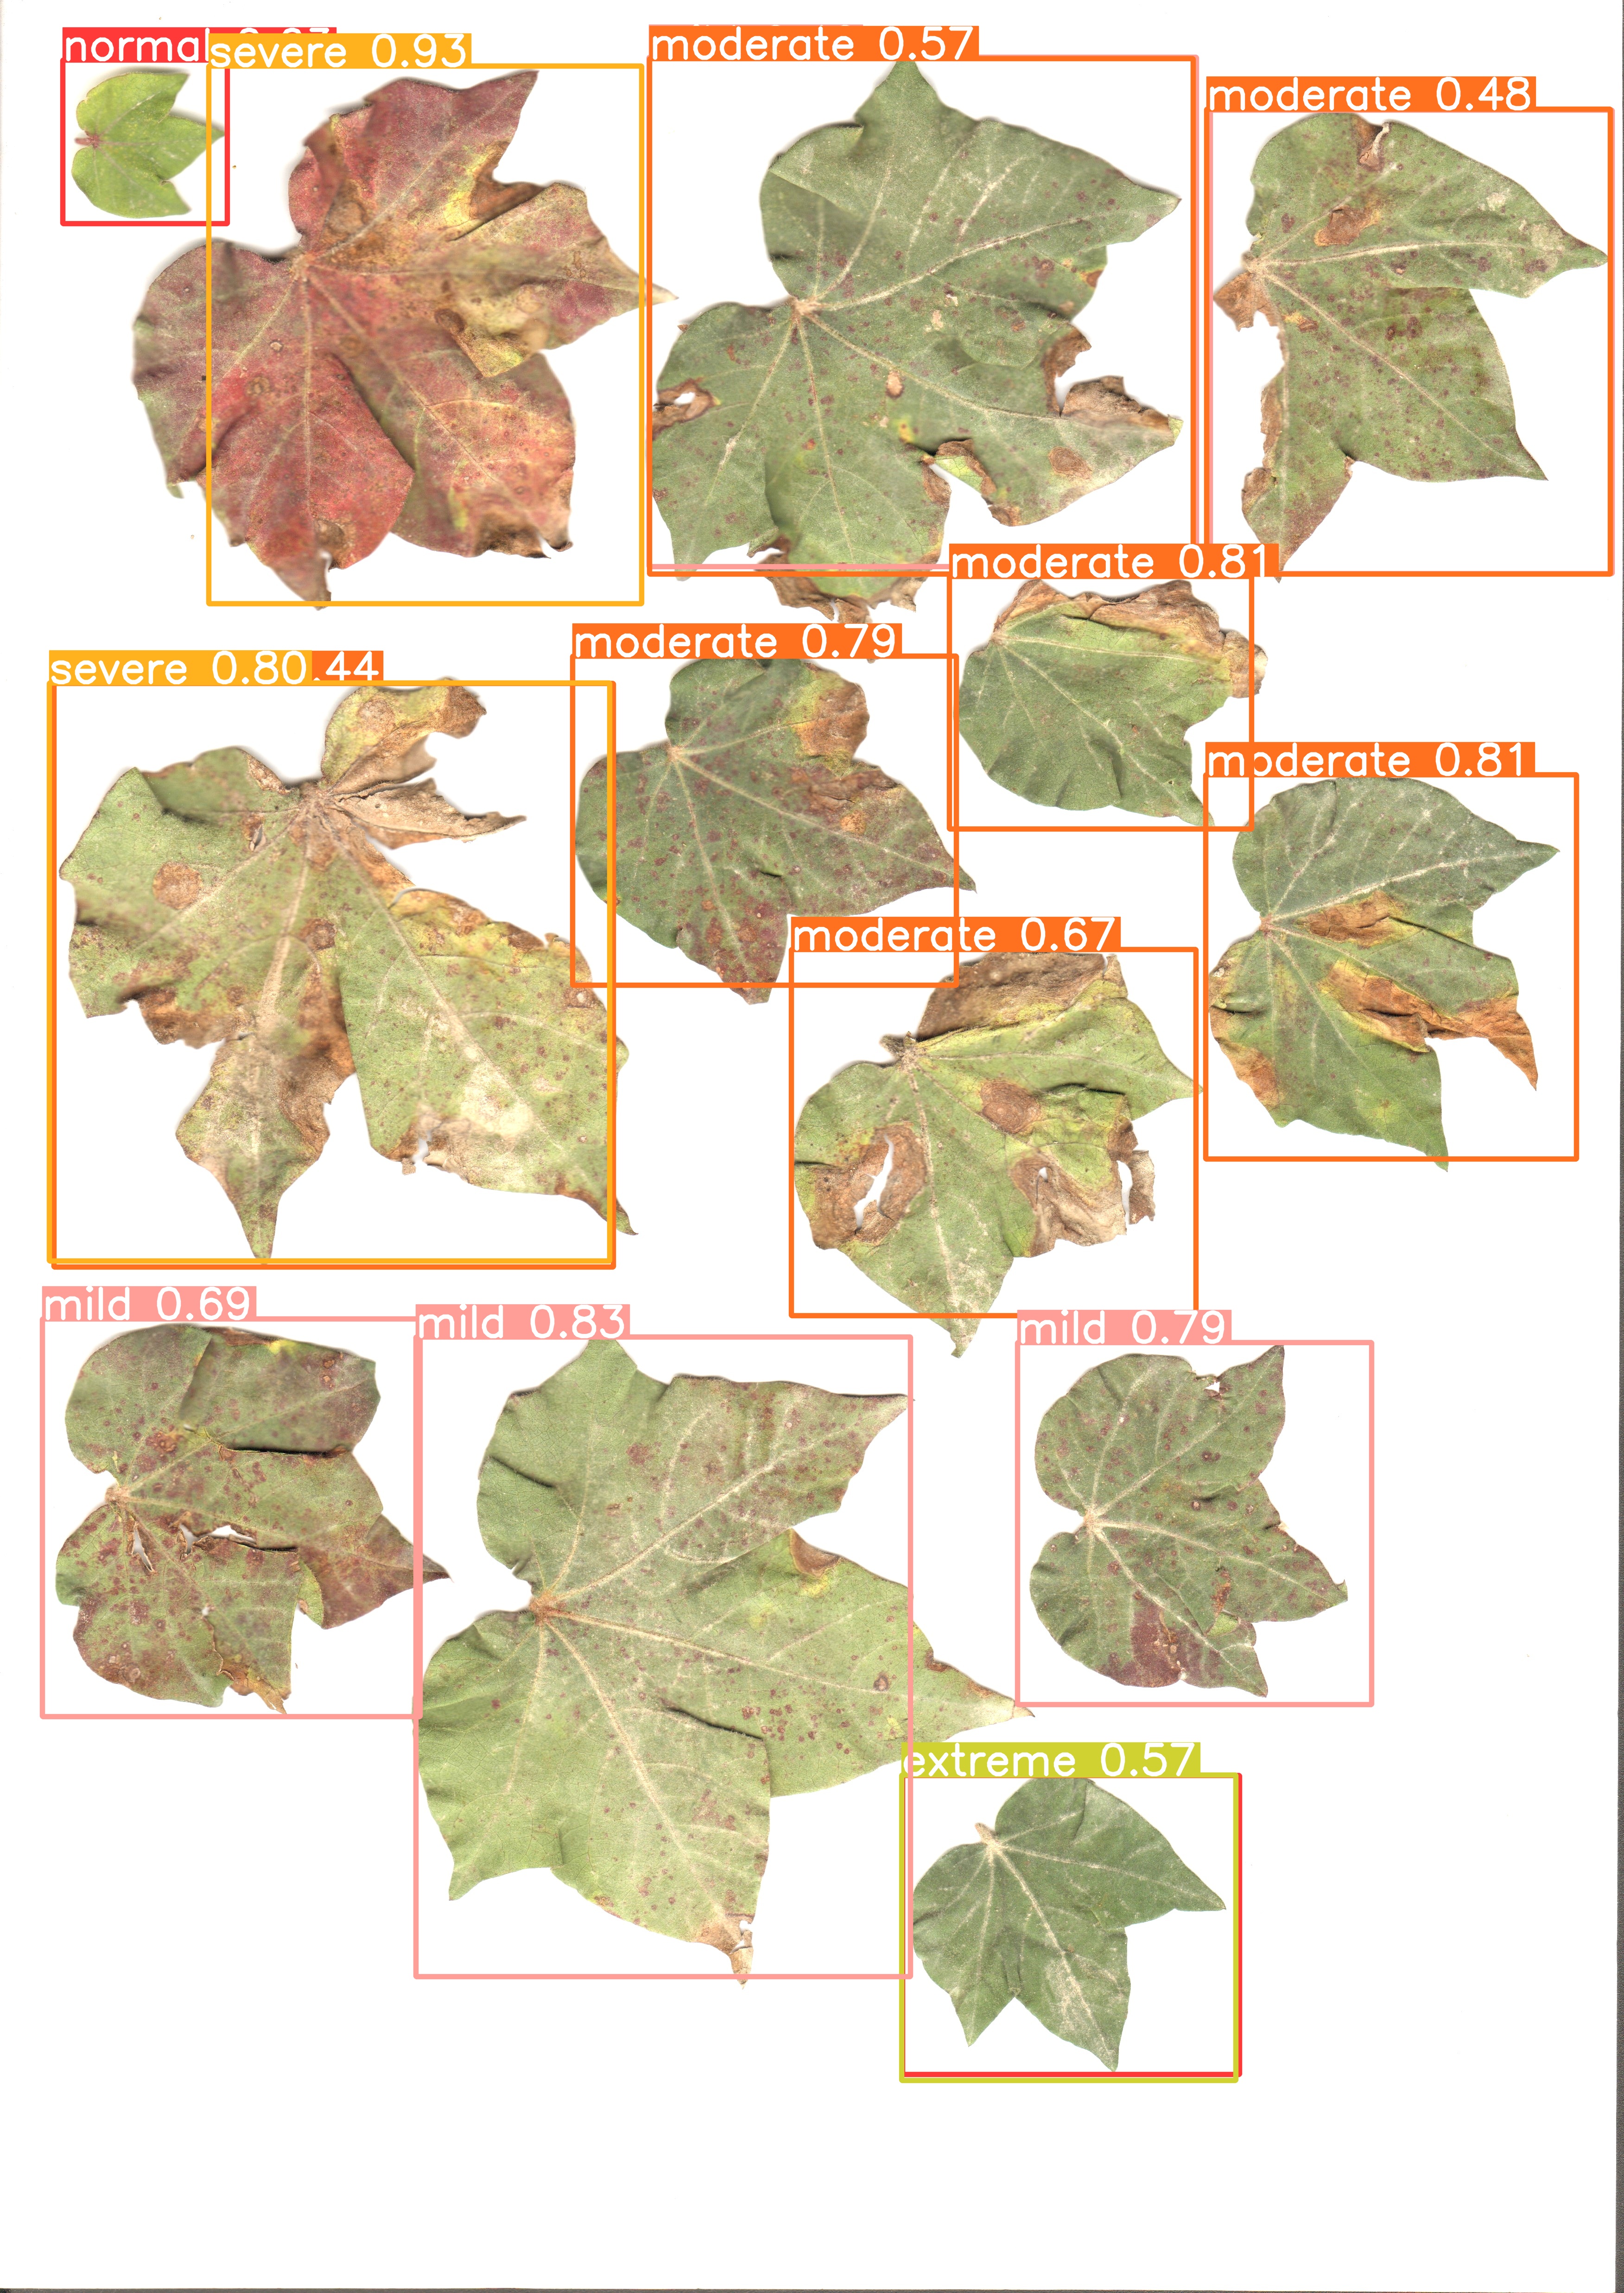 normal
severe 0.93
moderate 0.57
moderate 0.48
moderate 0.81
moderate 0.79
severe 0.80
.44
moderate 0.81
moderate 0.67
mild 0.69
mild 0.83
mild 0.79
extreme 0.57